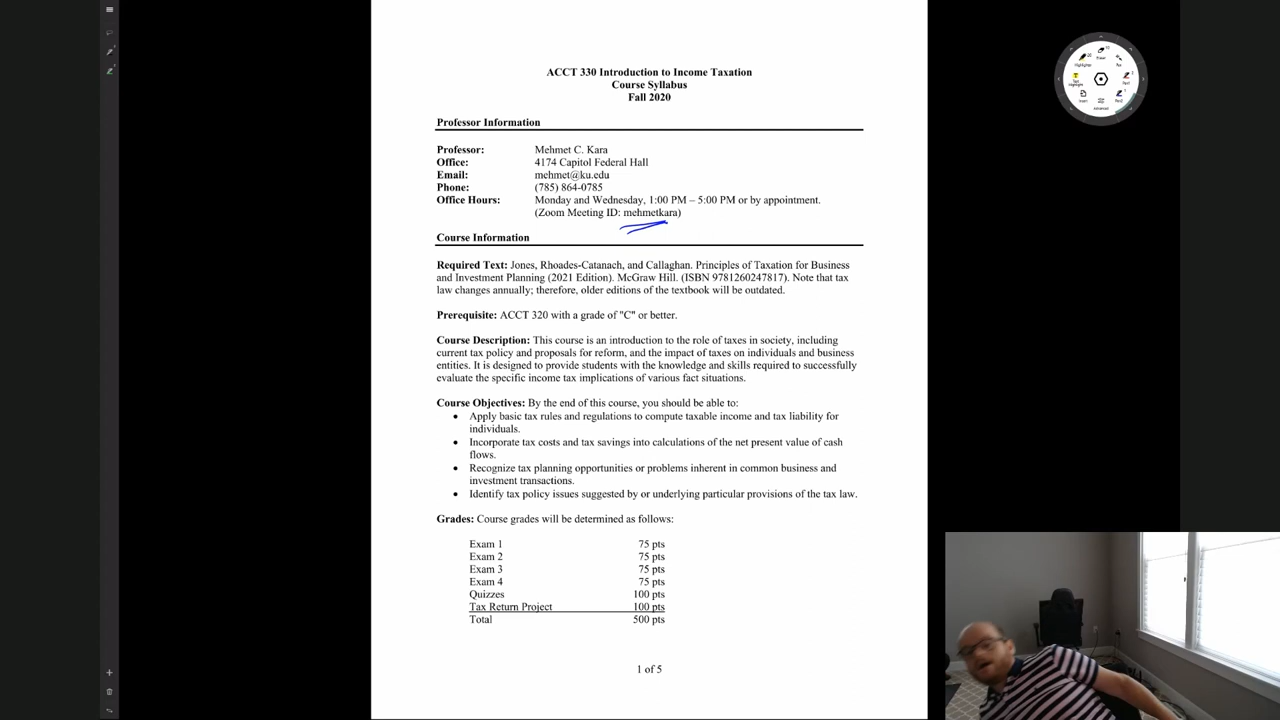 ACCT 330 Introduction to Income Taxation
Course Syllabus
Fall 2020
Professor Information
Professor: Mehmet C. Kara
Office: 4174 Capitol Federal Hall
Email: mehmet@ku.edu
Phone: (785) 864-0785
Office Hours: Monday and Wednesday, 1:00 PM – 5:00 PM or by appointment.
(Zoom Meeting ID: mehmetkara)
Course Information
Required Text: Jones, Rhoades-Catanach, and Callaghan. Principles of Taxation for Business
and Investment Planning (2021 Edition). McGraw Hill. (ISBN 9781260247817). Note that tax
law changes annually; therefore, older editions of the textbook will be outdated.
Prerequisite: ACCT 320 with a grade of "C" or better.
Course Description: This course is an introduction to the role of taxes in society, including
current tax policy and proposals for reform, and the impact of taxes on individuals and business
entities. It is designed to provide students with the knowledge and skills required to successfully
evaluate the specific income tax implications of various fact situations.
Course Objectives: By the end of this course, you should be able to:
• Apply basic tax rules and regulations to compute taxable income and tax liability for
individuals.
• Incorporate tax costs and tax savings into calculations of the net present value of cash
flows.
• Recognize tax planning opportunities or problems inherent in common business and
investment transactions.
• Identify tax policy issues suggested by or underlying particular provisions of the tax law.
Grades: Course grades will be determined as follows:
Exam 1 75 pts
Exam 2 75 pts
Exam 3 75 pts
Exam 4 75 pts
Quizzes 100 pts
Tax Return Project 100 pts
Total 500 pts
1 of 5
Eraser
Highlighter
Pen
Text Highlight
Pen1
Insert
Pen2
Advanced